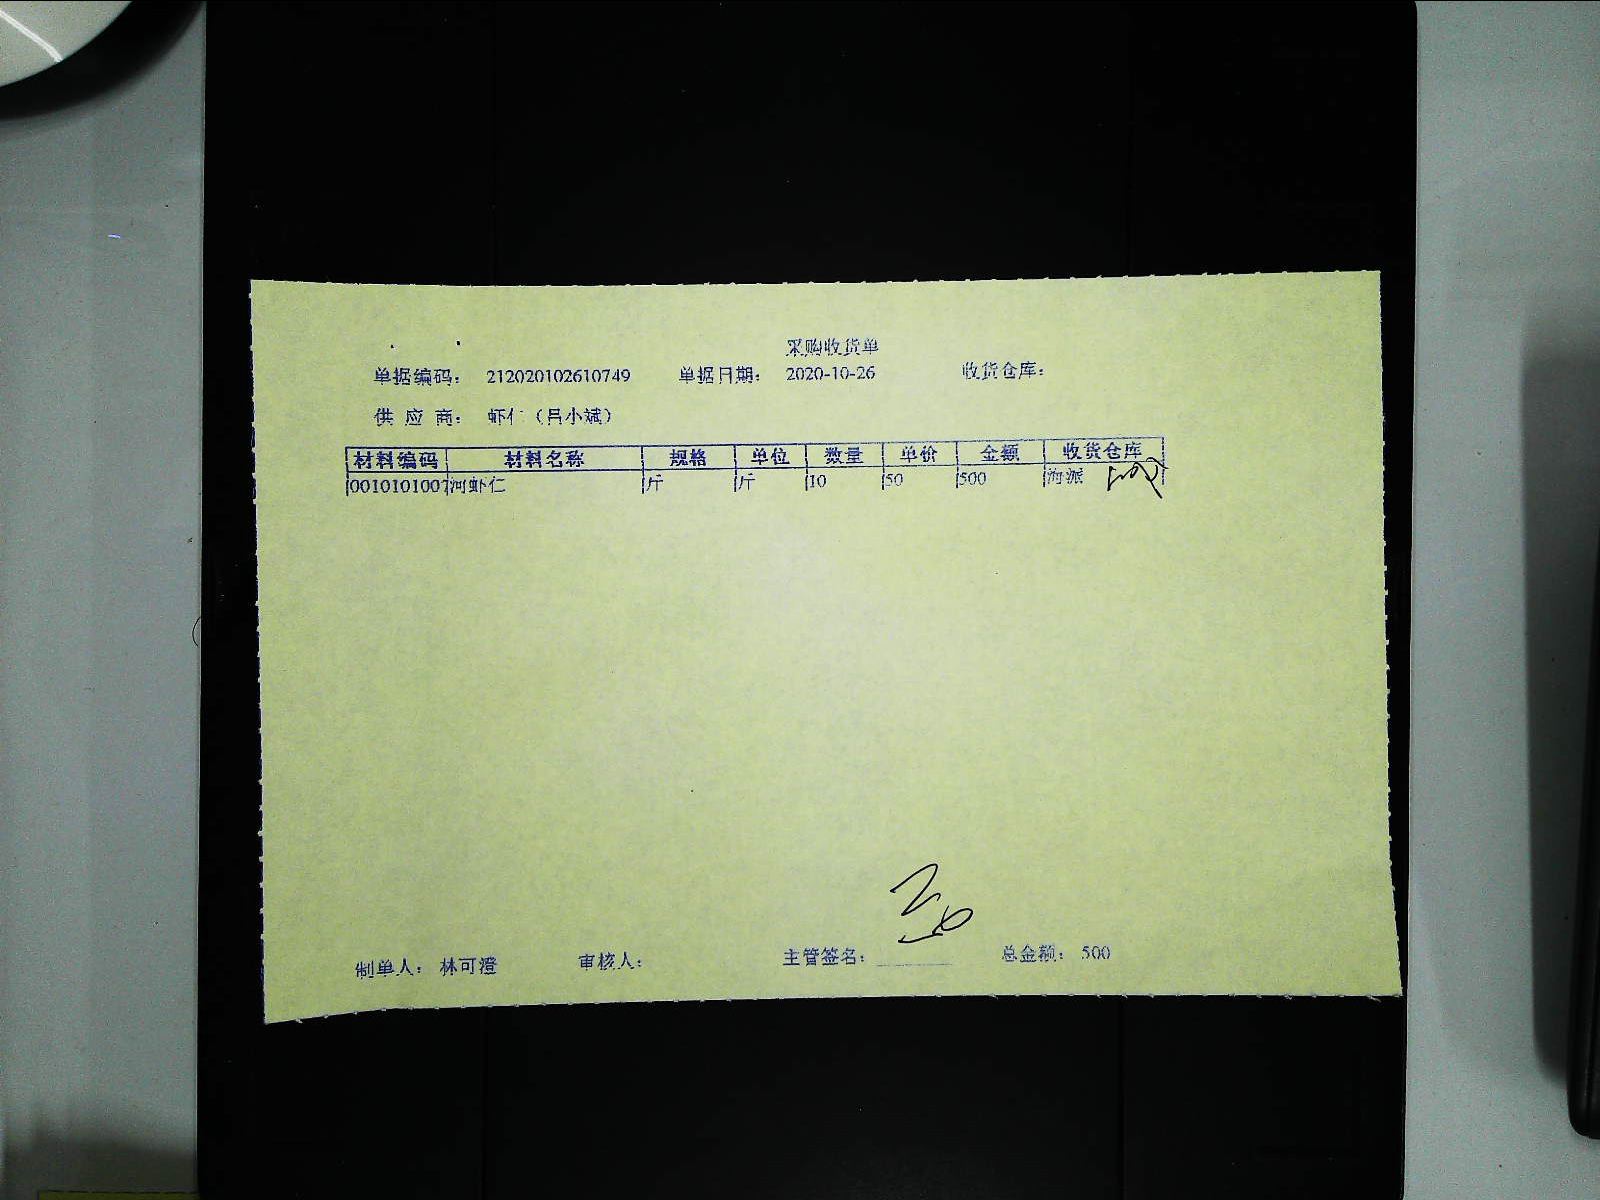 采购收货单
单据编码： 212020102610749 单据日期： 2020-10-26 收货仓库：
供 应 商： 虾仁（吕小斌）
材料编码 材料名称 规格 单位 数量 单价 金额 收货仓库
0010101007 河虾仁 斤 斤 10 50 500 海派
制单人： 林可澄 审核人： 主管签名： 总金额： 500